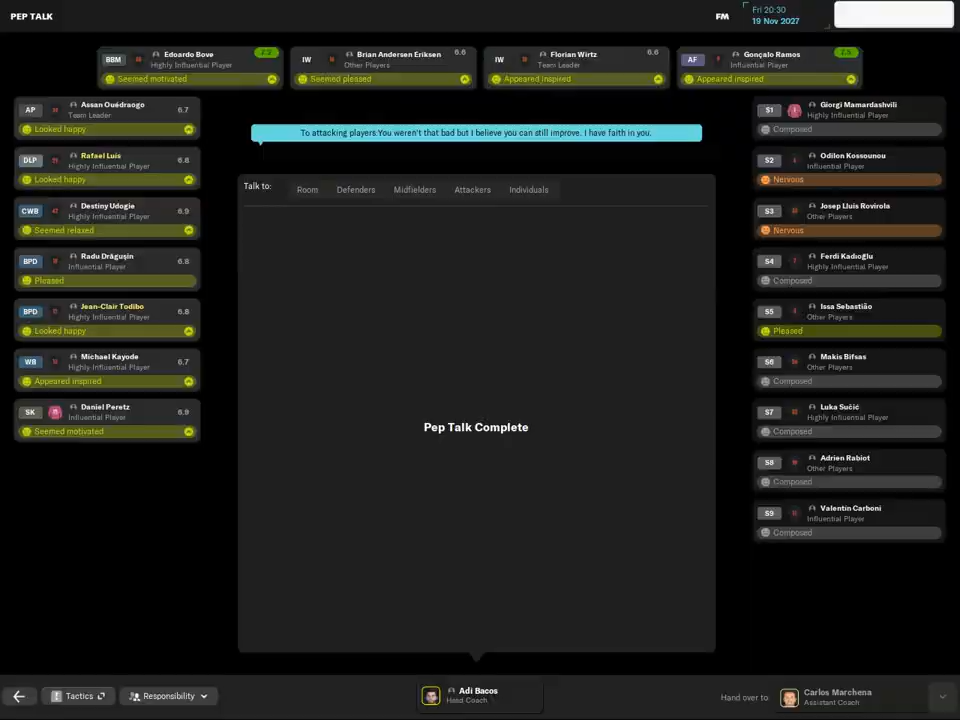 PEP TALK
FM
Fri 20:30
19 Nov 2027
BBM
Edoardo Bove
Highly Influential Player
7.7
Seemed motivated
IW
Brian Andersen Eriksen
Other Players
6.6
Seemed pleased
IW
Florian Wirtz
Team Leader
6.6
Appeared inspired
AF
Gonçalo Ramos
Influential Player
7.5
Appeared inspired
AP
Assan Ouédraogo
Team Leader
6.7
Looked happy
DLP
Rafael Luís
Highly Influential Player
6.8
Looked happy
CWB
Destiny Udogie
Highly Influential Player
6.9
Seemed relaxed
BPD
Radu Drăguşin
Influential Player
6.8
Pleased
BPD
Jean-Clair Todibo
Highly Influential Player
6.8
Looked happy
WB
Michael Kayode
Highly Influential Player
6.7
Appeared inspired
SK
Daniel Peretz
Influential Player
6.9
Seemed motivated
To attacking players:You weren't that bad but I believe you can still improve. I have faith in you.
Talk to:
Room
Defenders
Midfielders
Attackers
Individuals
Pep Talk Complete
S1
Giorgi Mamardashvili
Highly Influential Player
Composed
S2
Odilon Kossounou
Influential Player
Nervous
S3
Josep Lluis Rovirola
Other Players
Nervous
S4
Ferdi Kadıoğlu
Highly Influential Player
Composed
S5
Issa Sebastião
Other Players
Pleased
S6
Makis Bifsas
Other Players
Composed
S7
Luka Sučić
Highly Influential Player
Composed
S8
Adrien Rabiot
Other Players
Composed
S9
Valentín Carboni
Influential Player
Composed
Tactics
Responsibility
Adi Bacos
Head Coach
Hand over to:
Carlos Marchena
Assistant Coach